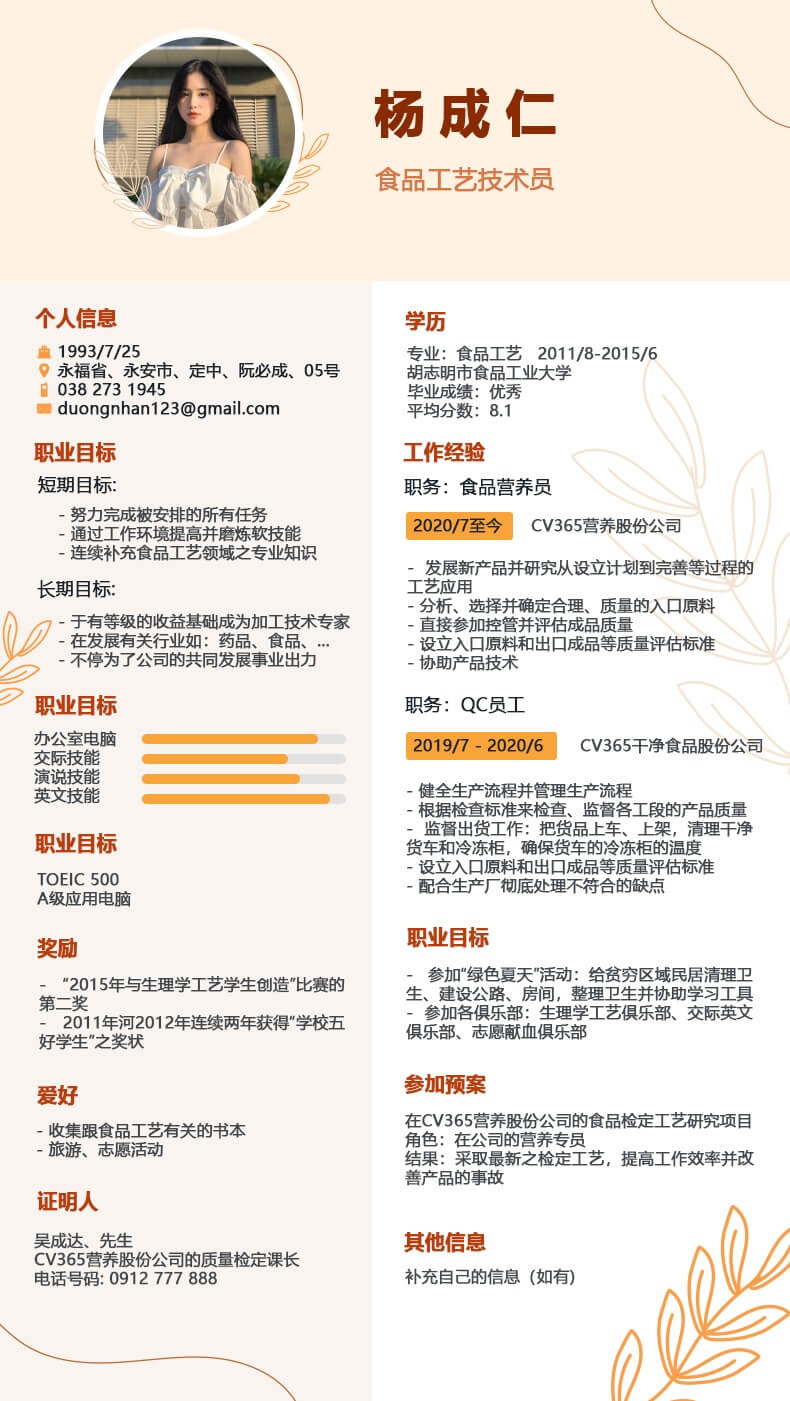 杨成仁
食品工艺技术员
个人信息
1993/7/25
永福省、永安市、定中、阮必成、05号
038 273 1945
duongnhan123@gmail.com
职业目标
短期目标:
- 努力完成被安排的所有任务
- 通过工作环境提高并磨炼软技能
- 连续补充食品工艺领域之专业知识
长期目标:
- 于有等级的收益基础成为加工技术专家
- 在发展有关行业如：药品、食品、...
- 不停为了公司的共同发展事业出力
职业目标
办公室电脑
交际技能
演说技能
英文技能
职业目标
TOEIC 500
A级应用电脑
奖励
- “2015年与生理学工艺学生创造”比赛的
第二奖
- 2011年河2012年连续两年获得”学校五
好学生”之奖状
爱好
- 收集跟食品工艺有关的书本
- 旅游、志愿活动
证明人
吴成达、先生
CV365营养股份公司的质量检定课长
电话号码: 0912 777 888
学历
专业：食品工艺 2011/8-2015/6
胡志明市食品工业大学
毕业成绩：优秀
平均分数：8.1
工作经验
职务：食品营养员
2020/7至今 CV365营养股份公司
- 发展新产品并研究从设立计划到完善等过程的
工艺应用
- 分析、选择并确定合理、质量的入口原料
- 直接参加控管并评估成品质量
- 设立入口原料和出口成品等质量评估标准
- 协助产品技术
职务：QC员工
2019/7 - 2020/6 CV365干净食品股份公司
- 健全生产流程并管理生产流程
- 根据检查标准来检查、监督各工段的产品质量
- 监督出货工作：把货品上车、上架，清理干净
货车和冷冻柜，确保货车的冷冻柜的温度
- 设立入口原料和出口成品等质量评估标准
- 配合生产厂彻底处理不符合的缺点
职业目标
- 参加“绿色夏天”活动：给贫穷区域民居清理卫
生、建设公路、房间，整理卫生并协助学习工具
- 参加各俱乐部：生理学工艺俱乐部、交际英文
俱乐部、志愿献血俱乐部
参加预案
在CV365营养股份公司的食品检定工艺研究项目
角色：在公司的营养专员
结果：采取最新之检定工艺，提高工作效率并改
善产品的事故
其他信息
补充自己的信息（如有)